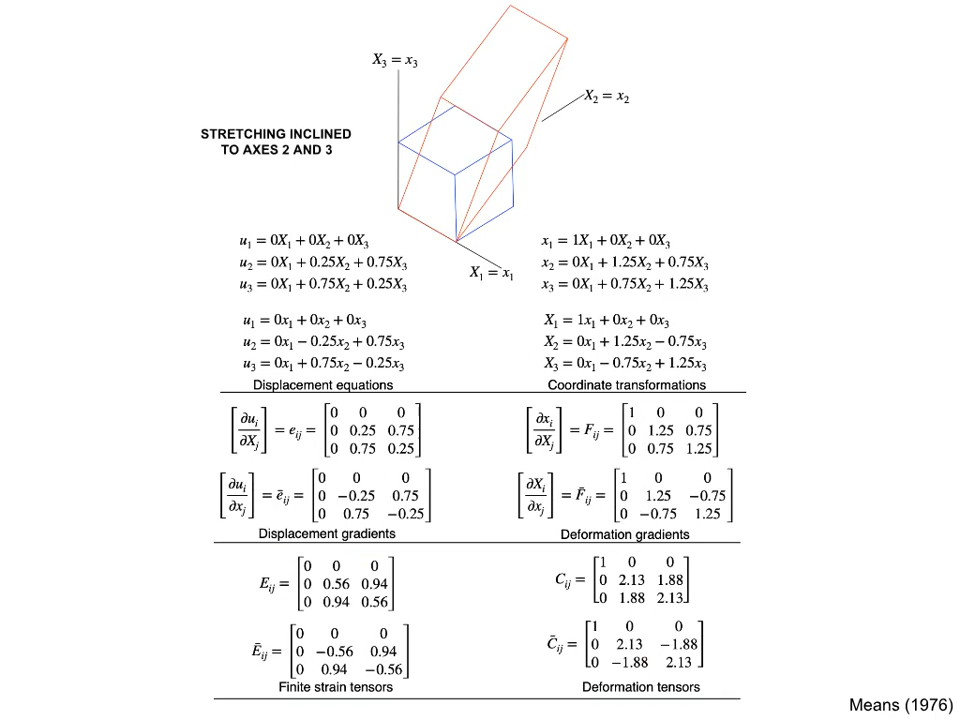 X₃ = x₃
X₂ = x₂
STRETCHING INCLINED
TO AXES 2 AND 3
X₁ = x₁
u₁ = 0X₁ + 0X₂ + 0X₃
u₂ = 0X₁ + 0.25X₂ + 0.75X₃
u₃ = 0X₁ + 0.75X₂ + 0.25X₃
x₁ = 1X₁ + 0X₂ + 0X₃
x₂ = 0X₁ + 1.25X₂ + 0.75X₃
x₃ = 0X₁ + 0.75X₂ + 1.25X₃
u₁ = 0x₁ + 0x₂ + 0x₃
u₂ = 0x₁ − 0.25x₂ + 0.75x₃
u₃ = 0x₁ + 0.75x₂ − 0.25x₃
Displacement equations
X₁ = 1x₁ + 0x₂ + 0x₃
X₂ = 0x₁ + 1.25x₂ − 0.75x₃
X₃ = 0x₁ − 0.75x₂ + 1.25x₃
Coordinate transformations
[∂uᵢ/∂Xⱼ] = eᵢⱼ = [0 0 0
0 0.25 0.75
0 0.75 0.25]
[∂xᵢ/∂Xⱼ] = Fᵢⱼ = [1 0 0
0 1.25 0.75
0 0.75 1.25]
[∂uᵢ/∂xⱼ] = ẽᵢⱼ = [0 0 0
0 −0.25 0.75
0 0.75 −0.25]
Displacement gradients
[∂Xᵢ/∂xⱼ] = F̄ᵢⱼ = [1 0 0
0 1.25 −0.75
0 −0.75 1.25]
Deformation gradients
Eᵢⱼ = [0 0 0
0 0.56 0.94
0 0.94 0.56]
Cᵢⱼ = [1 0 0
0 2.13 1.88
0 1.88 2.13]
Ēᵢⱼ = [0 0 0
0 −0.56 0.94
0 0.94 −0.56]
Finite strain tensors
C̄ᵢⱼ = [1 0 0
0 2.13 −1.88
0 −1.88 2.13]
Deformation tensors
Means (1976)